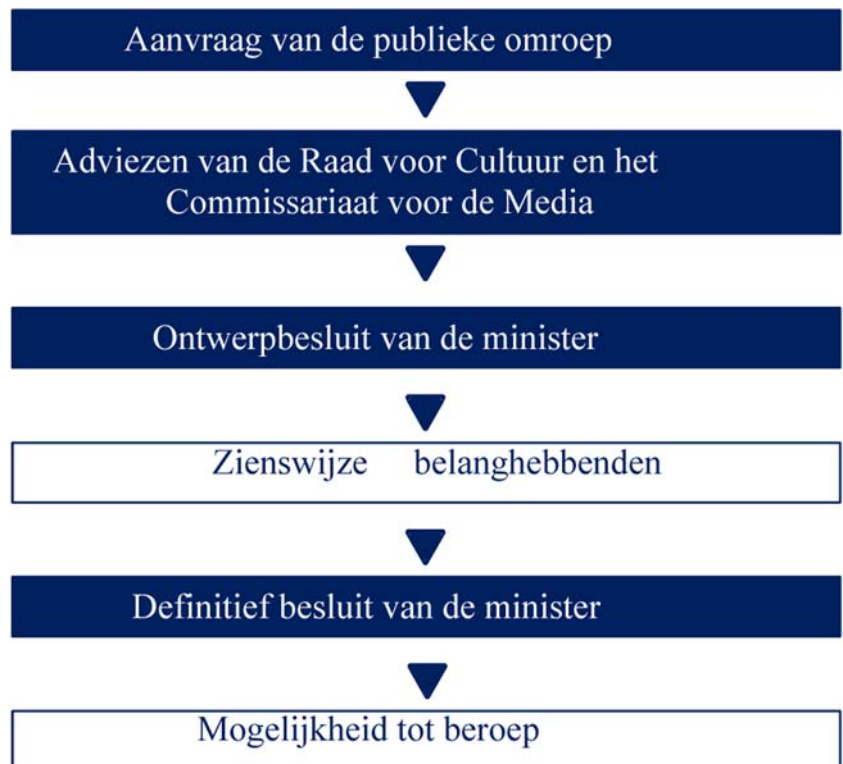 Aanvraag van de publieke omroep
Adviezen van de Raad voor Cultuur en het
Commissariaat voor de Media
Ontwerpbesluit van de minister
Zienswijze belanghebbenden
Definitief besluit van de minister
Mogelijkheid tot beroep